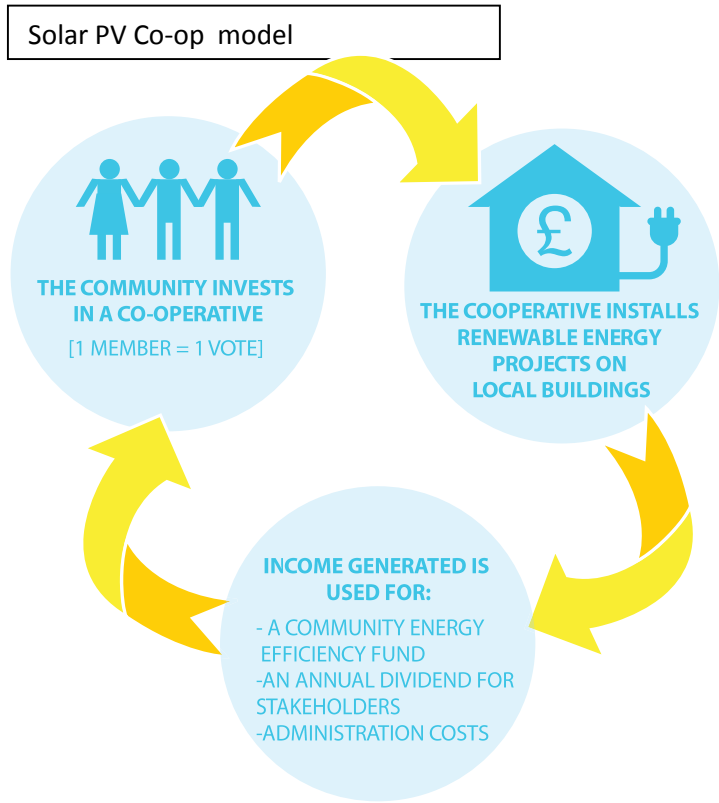 Solar PV Co-op  model
THE COMMUNITY INVESTS
IN A CO-OPERATIVE
[1 MEMBER = 1 VOTE]
£
THE COOPERATIVE INSTALLS
RENEWABLE ENERGY
PROJECTS ON
LOCAL BUILDINGS
INCOME GENERATED IS
USED FOR:
- A COMMUNITY ENERGY
EFFICIENCY FUND
-AN ANNUAL DIVIDEND FOR
STAKEHOLDERS
-ADMINISTRATION COSTS